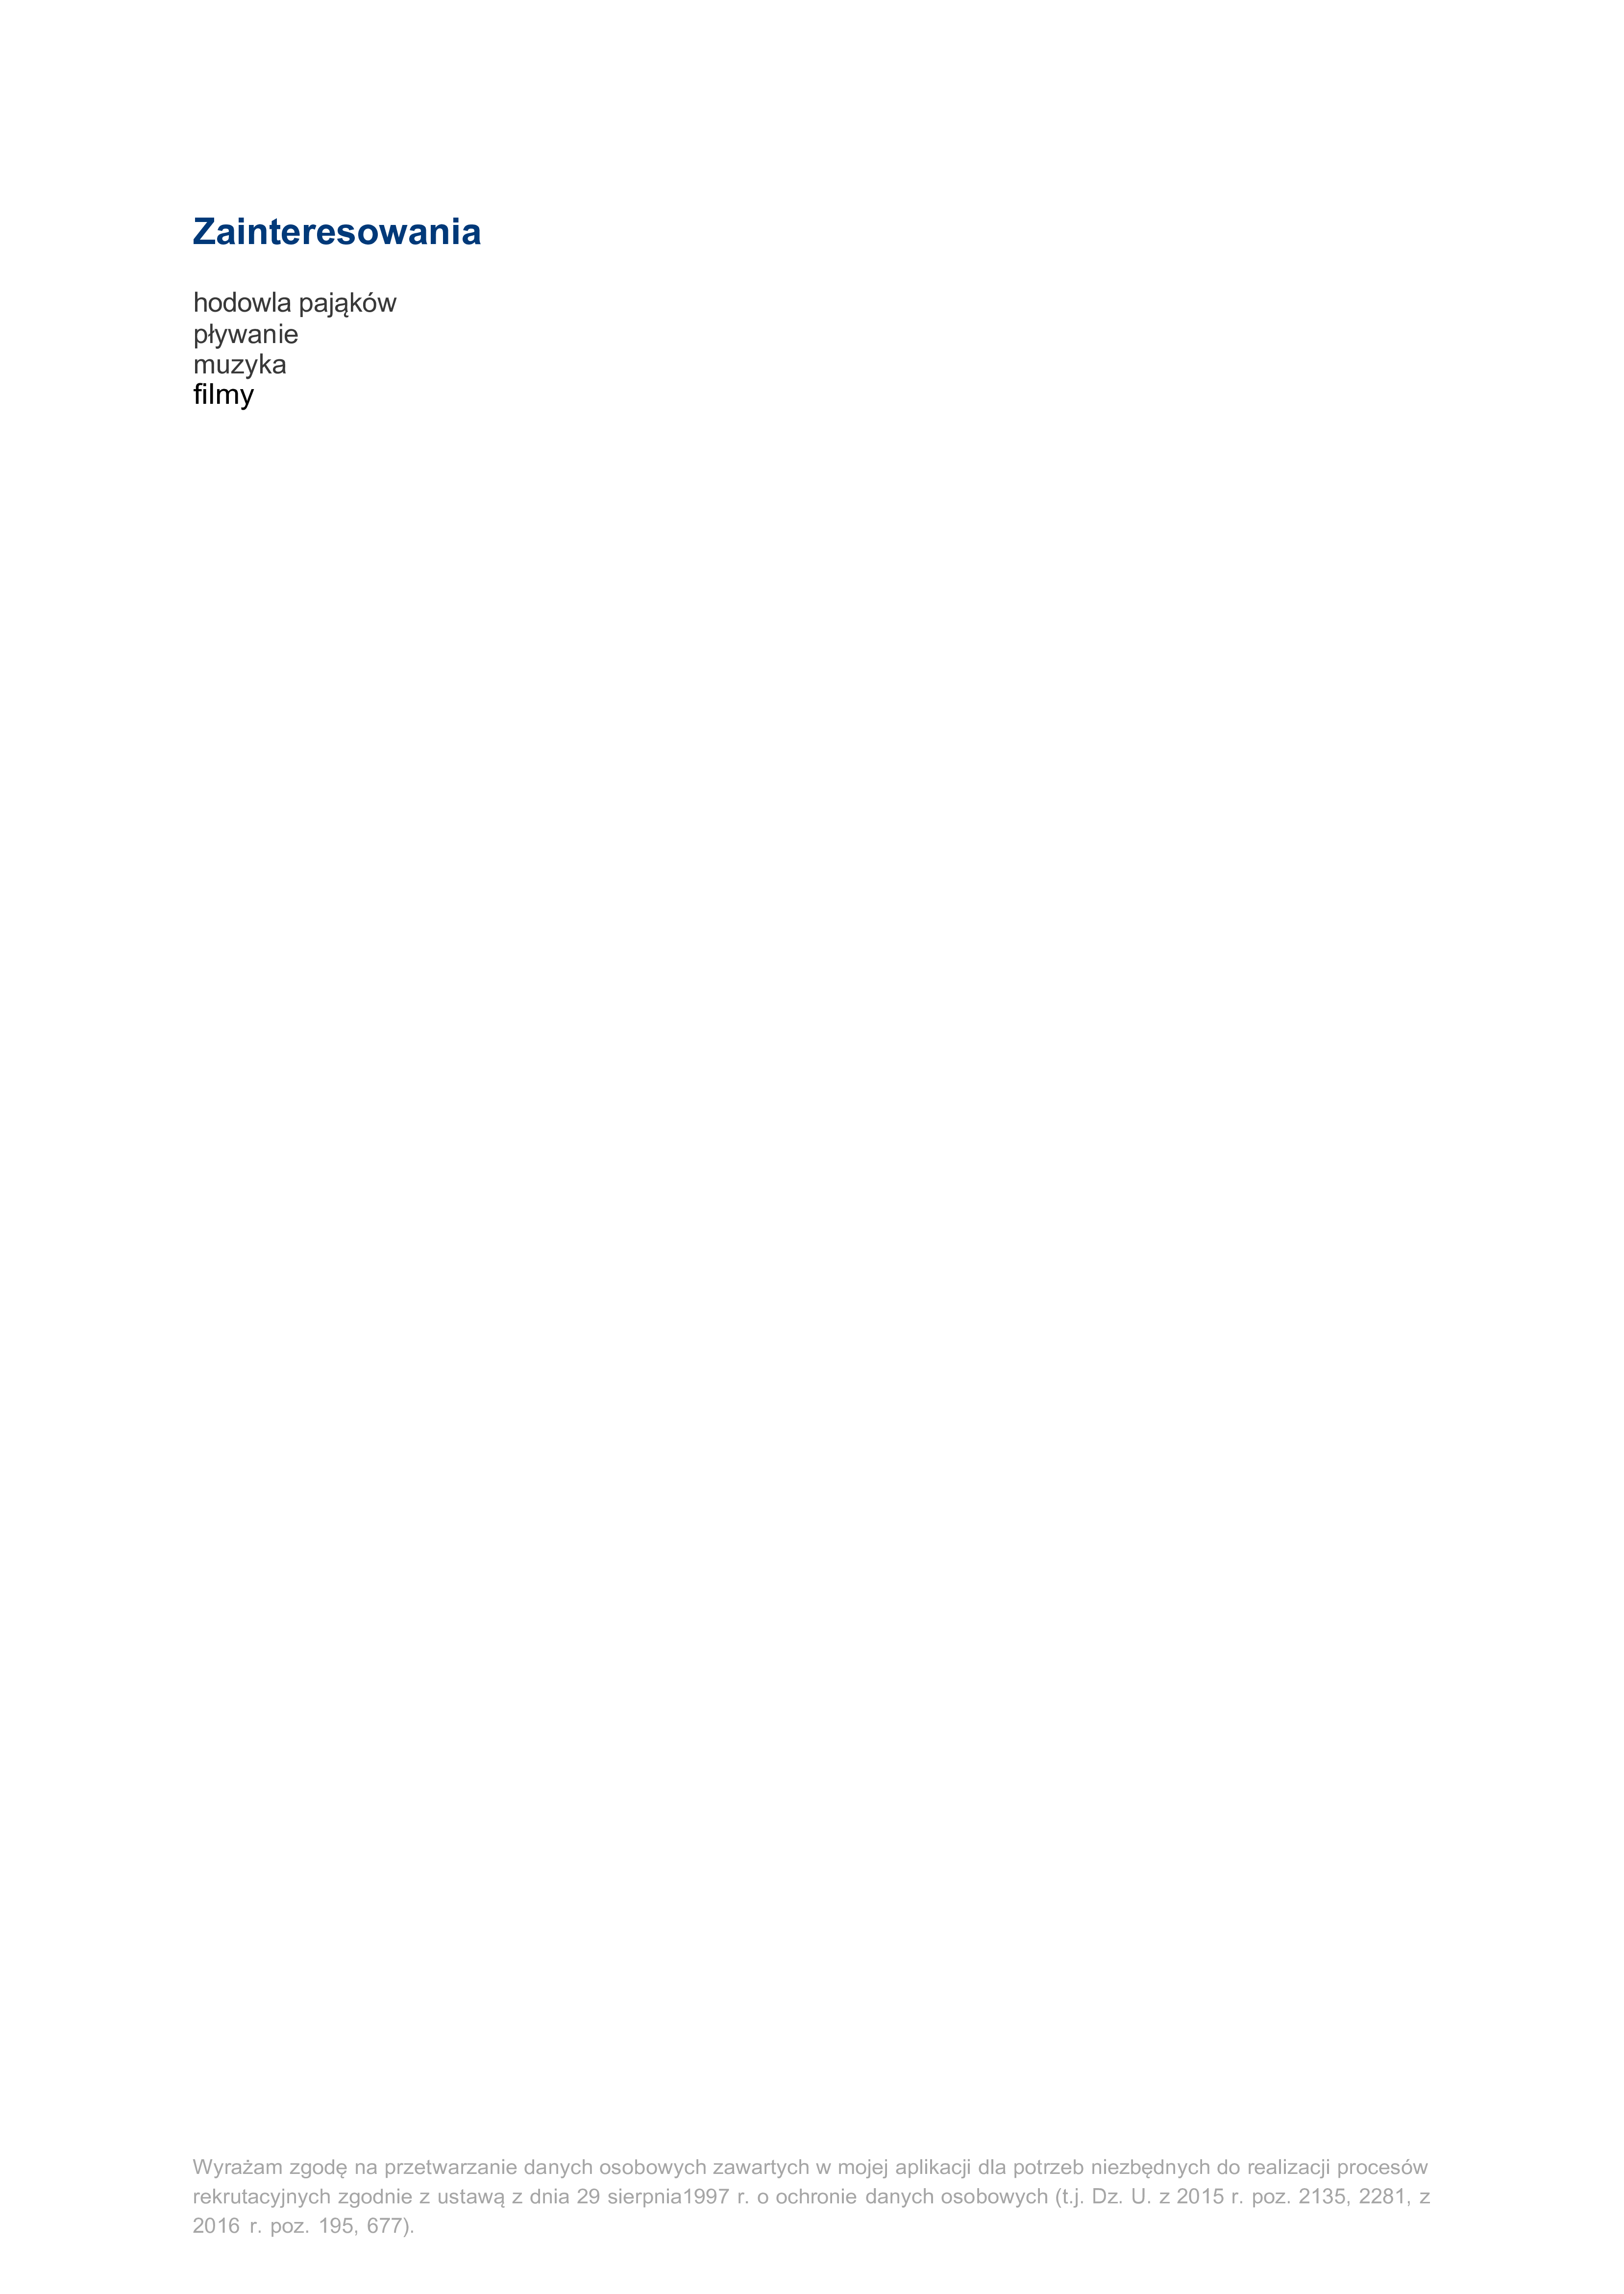 Zainteresowania
hodowla pająków
pływanie
muzyka
filmy
Wyrażam zgodę na przetwarzanie danych osobowych zawartych w mojej aplikacji dla potrzeb niezbędnych do realizacji procesów
rekrutacyjnych zgodnie z ustawą z dnia 29 sierpnia1997 r. o ochronie danych osobowych (t.j. Dz. U. z 2015 r. poz. 2135, 2281, z
2016 r. poz. 195, 677).